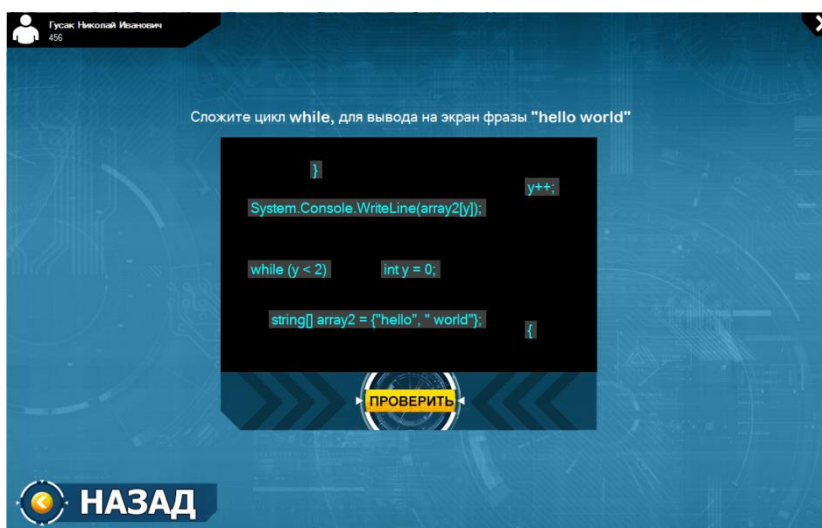 Гусак Николай Иванович
456
Сложите цикл while, для вывода на экран фразы "hello world"
}
y++;
System.Console.WriteLine(array2[y]);
while (y < 2)
int y = 0;
string[] array2 = {"hello", " world"};
{
ПРОВЕРИТЬ
НАЗАД